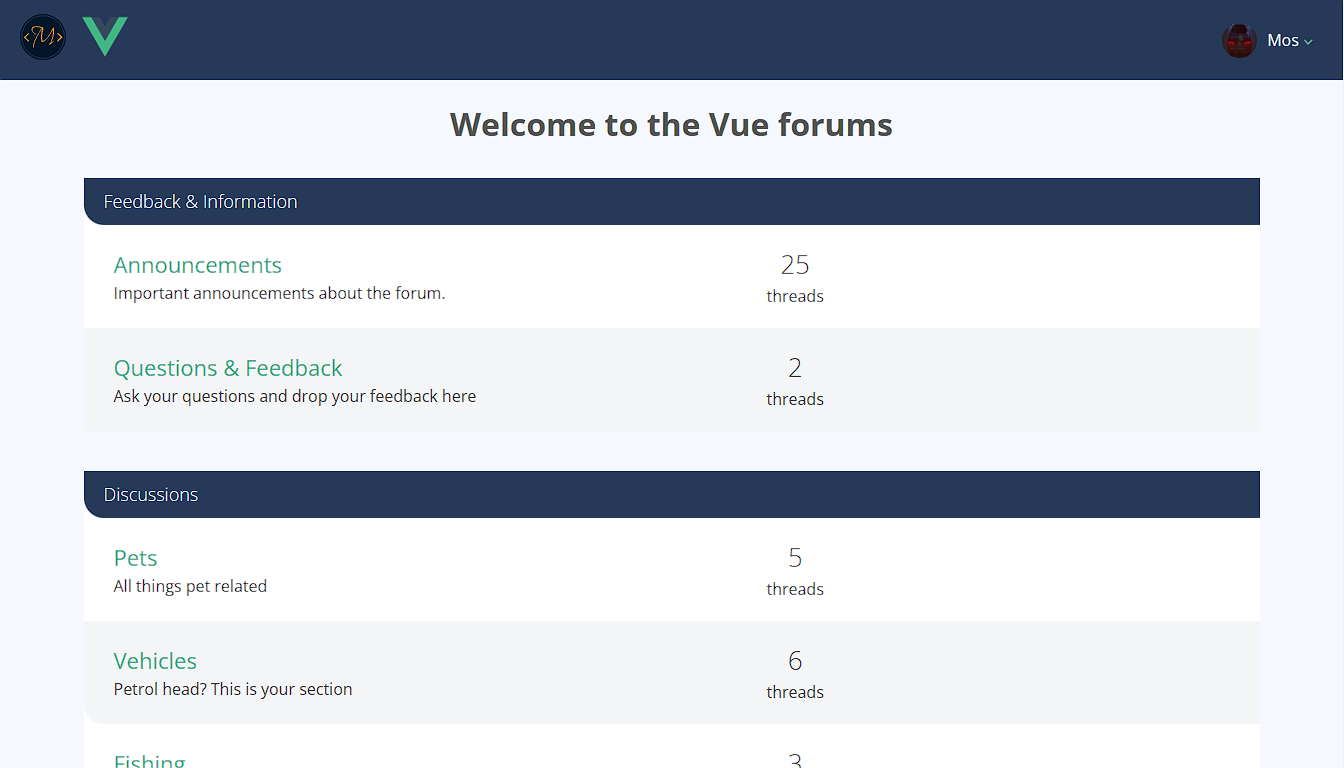 <M>
Mos
Welcome to the Vue forums
Feedback & Information
Announcements
Important announcements about the forum.
25
threads
Questions & Feedback
Ask your questions and drop your feedback here
2
threads
Discussions
Pets
All things pet related
5
threads
Vehicles
Petrol head? This is your section
6
threads
Fishing
3